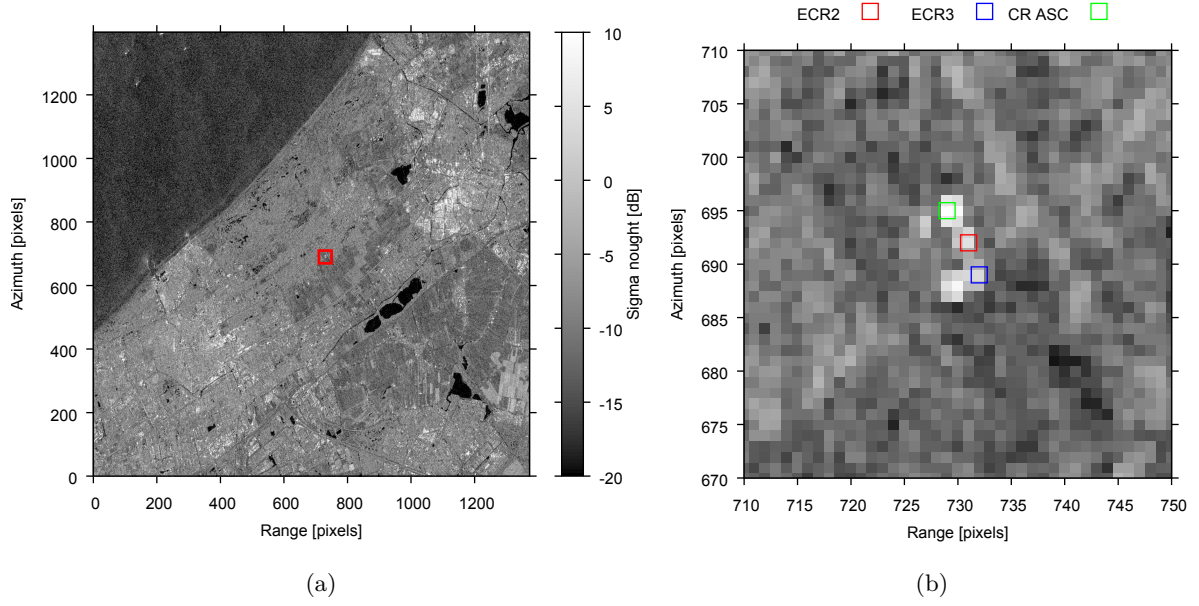 ECR2 ECR3 CR ASC
1200
1000
800
600
400
200
0
Azimuth [pixels]
0 200 400 600 800 1000 1200
Range [pixels]
10
5
0
-5
-10
-15
-20
Sigma nought [dB]
(a)
710
705
700
695
690
685
680
675
670
Azimuth [pixels]
710 715 720 725 730 735 740 745 750
Range [pixels]
(b)